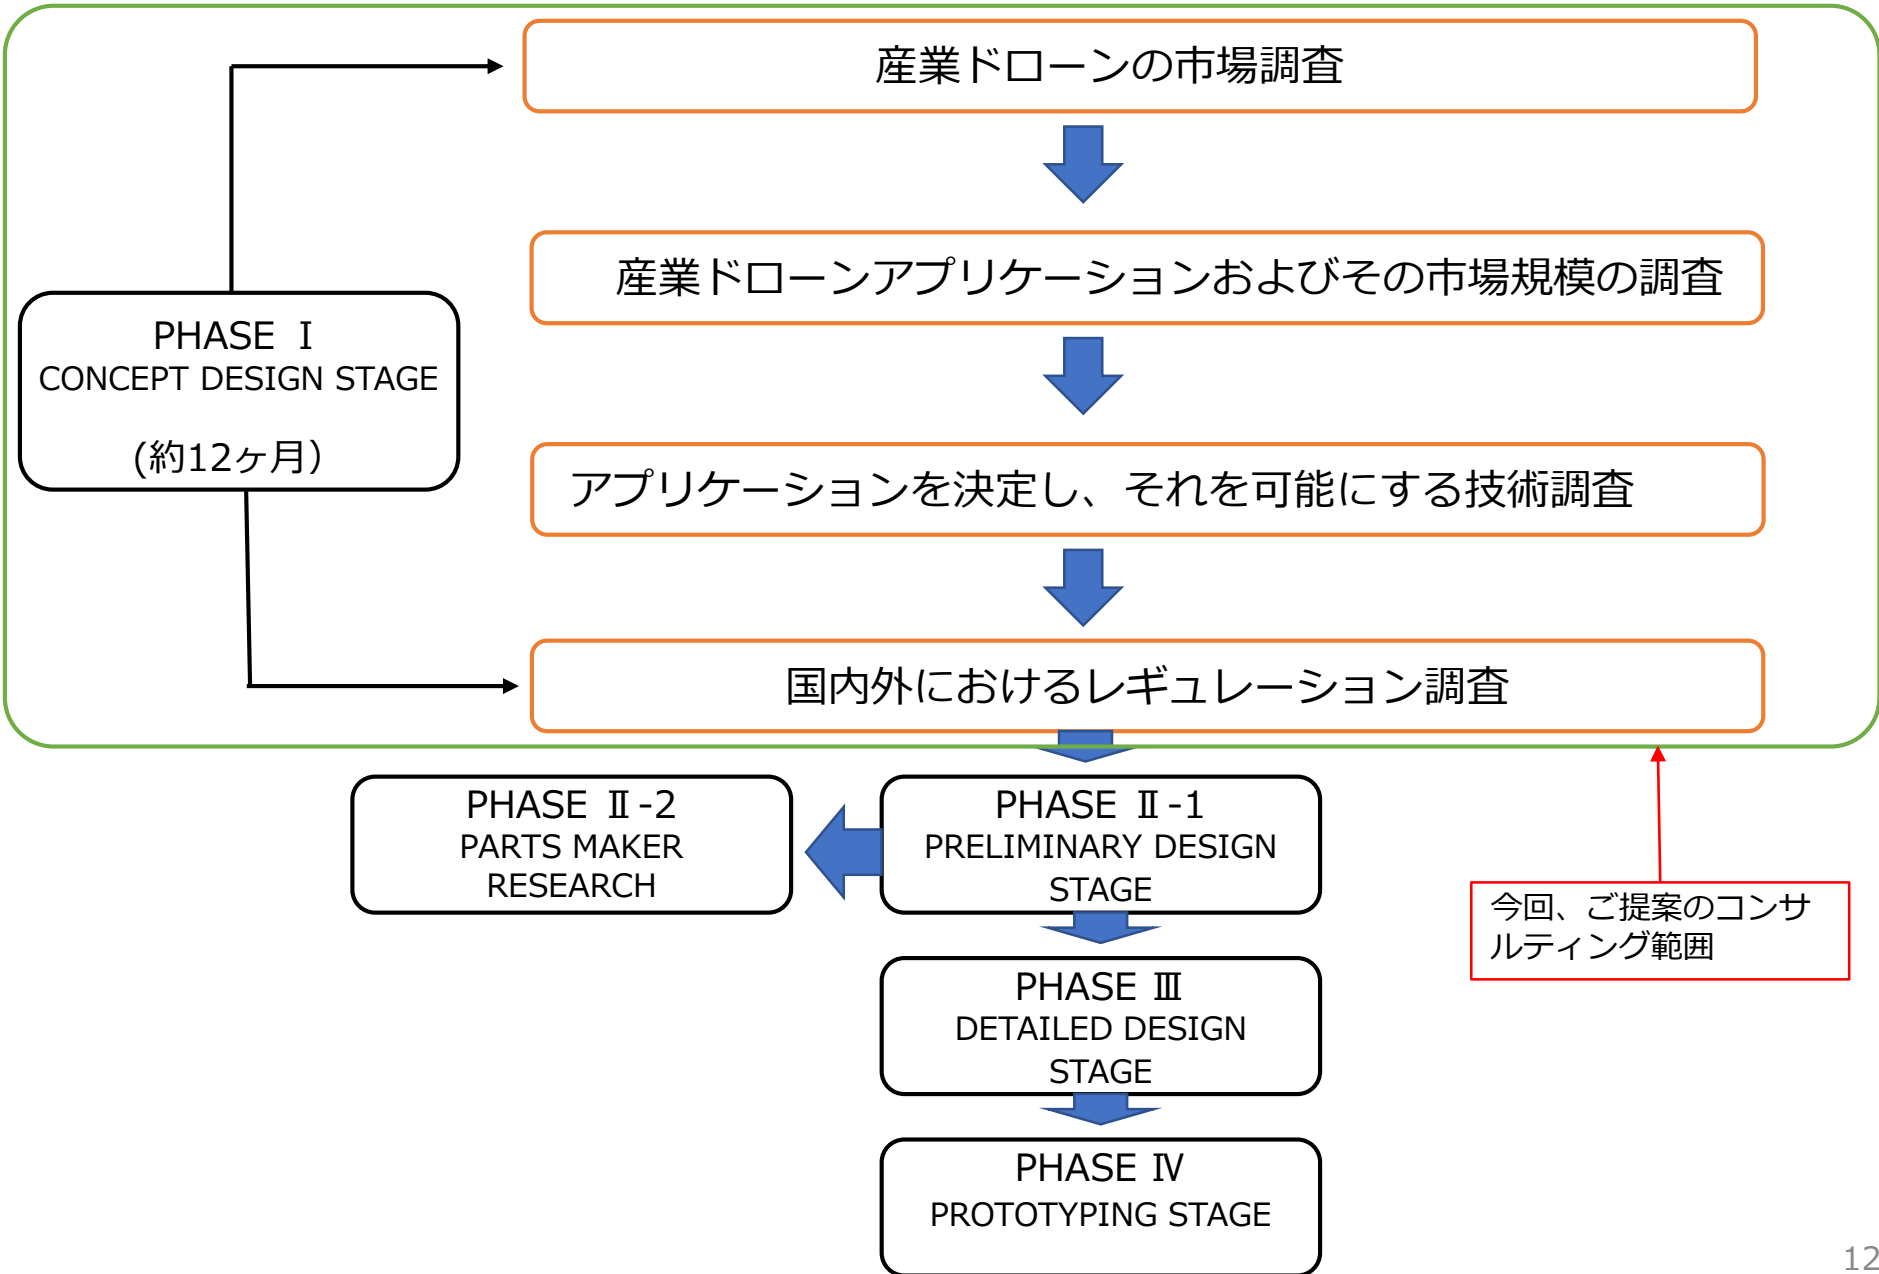 産業ドローンの市場調査
産業ドローンアプリケーションおよびその市場規模の調査
PHASE Ⅰ
CONCEPT DESIGN STAGE
(約12ヶ月）
アプリケーションを決定し、それを可能にする技術調査
国内外におけるレギュレーション調査
PHASE Ⅱ-2
PARTS MAKER
RESEARCH
PHASE Ⅱ-1
PRELIMINARY DESIGN
STAGE
今回、ご提案のコンサ
ルティング範囲
PHASE Ⅲ
DETAILED DESIGN
STAGE
PHASE Ⅳ
PROTOTYPING STAGE
12